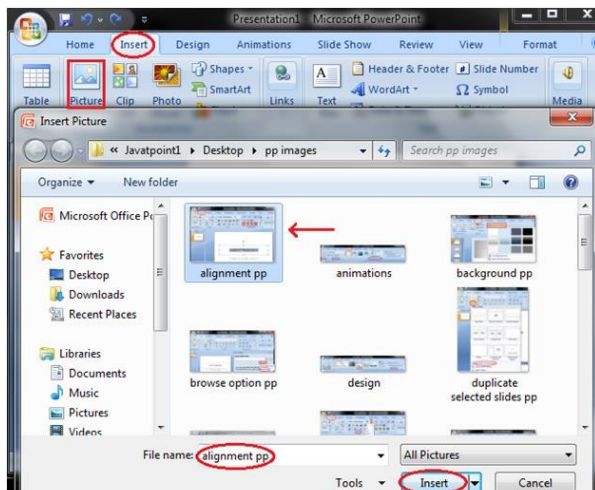 Presentation1 Microsoft PowerPoint
Home Insert Design Animations Slide Show Review View Format
Table Picture Clip Photo Shapes SmartArt Links Text Header & Footer WordArt Slide Number Symbol Media
Insert Picture
« Javatpoint1 Desktop pp images Search pp images
Organize New folder
Microsoft Office
Favorites
Desktop
Downloads
Recent Places
Libraries
Documents
Music
Pictures
Videos
alignment pp animations background pp
browse option pp design duplicate
selected slides pp
File name: alignment pp All Pictures
Tools Insert Cancel